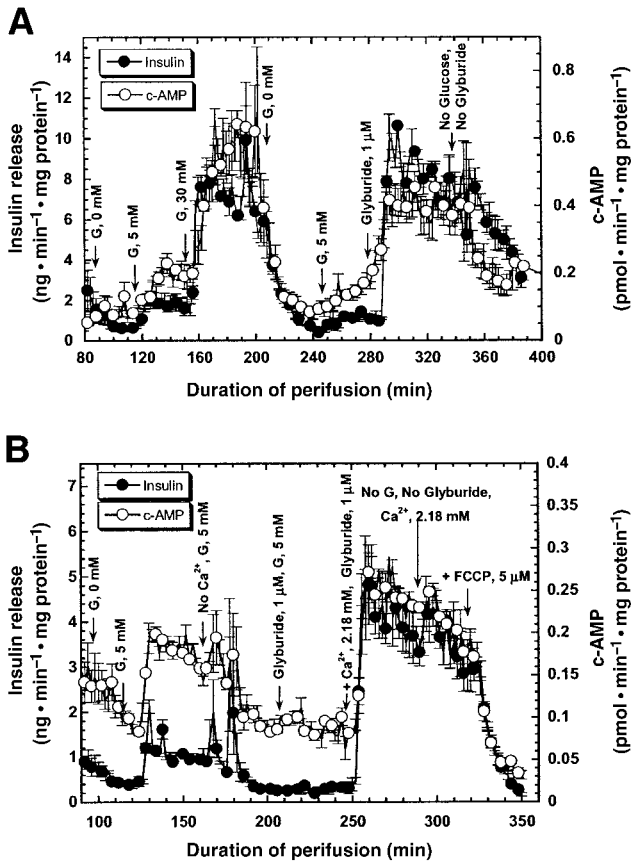 A
Insulin release
(ng • min⁻¹ • mg protein⁻¹)
14
12
10
8
6
4
2
0
Insulin
c-AMP
G, 0 mM
G, 5 mM
G, 30 mM
G, 0 mM
G, 5 mM
Glyburide, 1 µM
No Glucose,
No Glyburide
0.8
0.6
0.4
0.2
0
c-AMP
(pmol • min⁻¹ • mg protein⁻¹)
80 120 160 200 240 280 320 360 400
Duration of perifusion (min)
B
Insulin release
(ng • min⁻¹ • mg protein⁻¹)
7
6
5
4
3
2
1
0
Insulin
c-AMP
G, 0 mM
G, 5 mM
No Ca²⁺, G, 5 mM
Glyburide, 1 µM, G, 5 mM
+ Ca²⁺ 2.18 mM, Glyburide, 1 µM
No G, No Glyburide,
Ca²⁺, 2.18 mM
+ FCCP, 5 µM
0.4
0.35
0.3
0.25
0.2
0.15
0.1
0.05
0
c-AMP
(pmol • min⁻¹ • mg protein⁻¹)
100 150 200 250 300 350
Duration of perifusion (min)